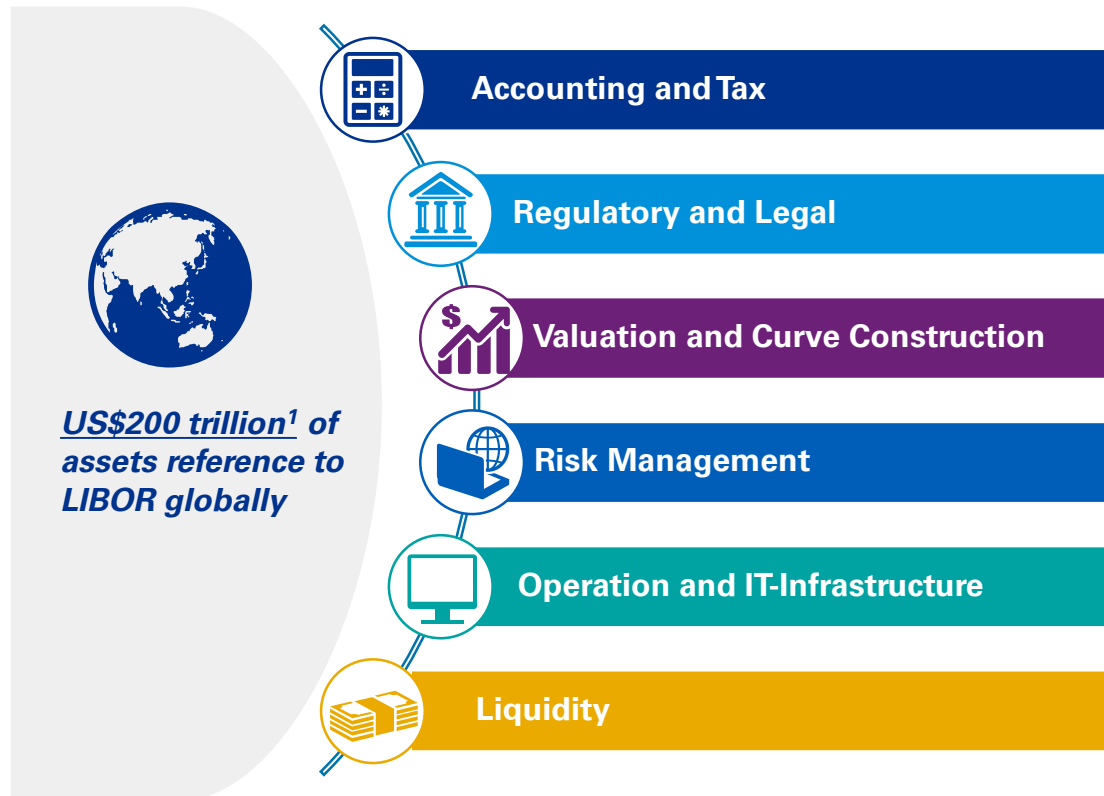 Accounting and Tax
Regulatory and Legal
Valuation and Curve Construction
Risk Management
Operation and IT-Infrastructure
Liquidity
US$200 trillion¹ of
assets reference to
LIBOR globally